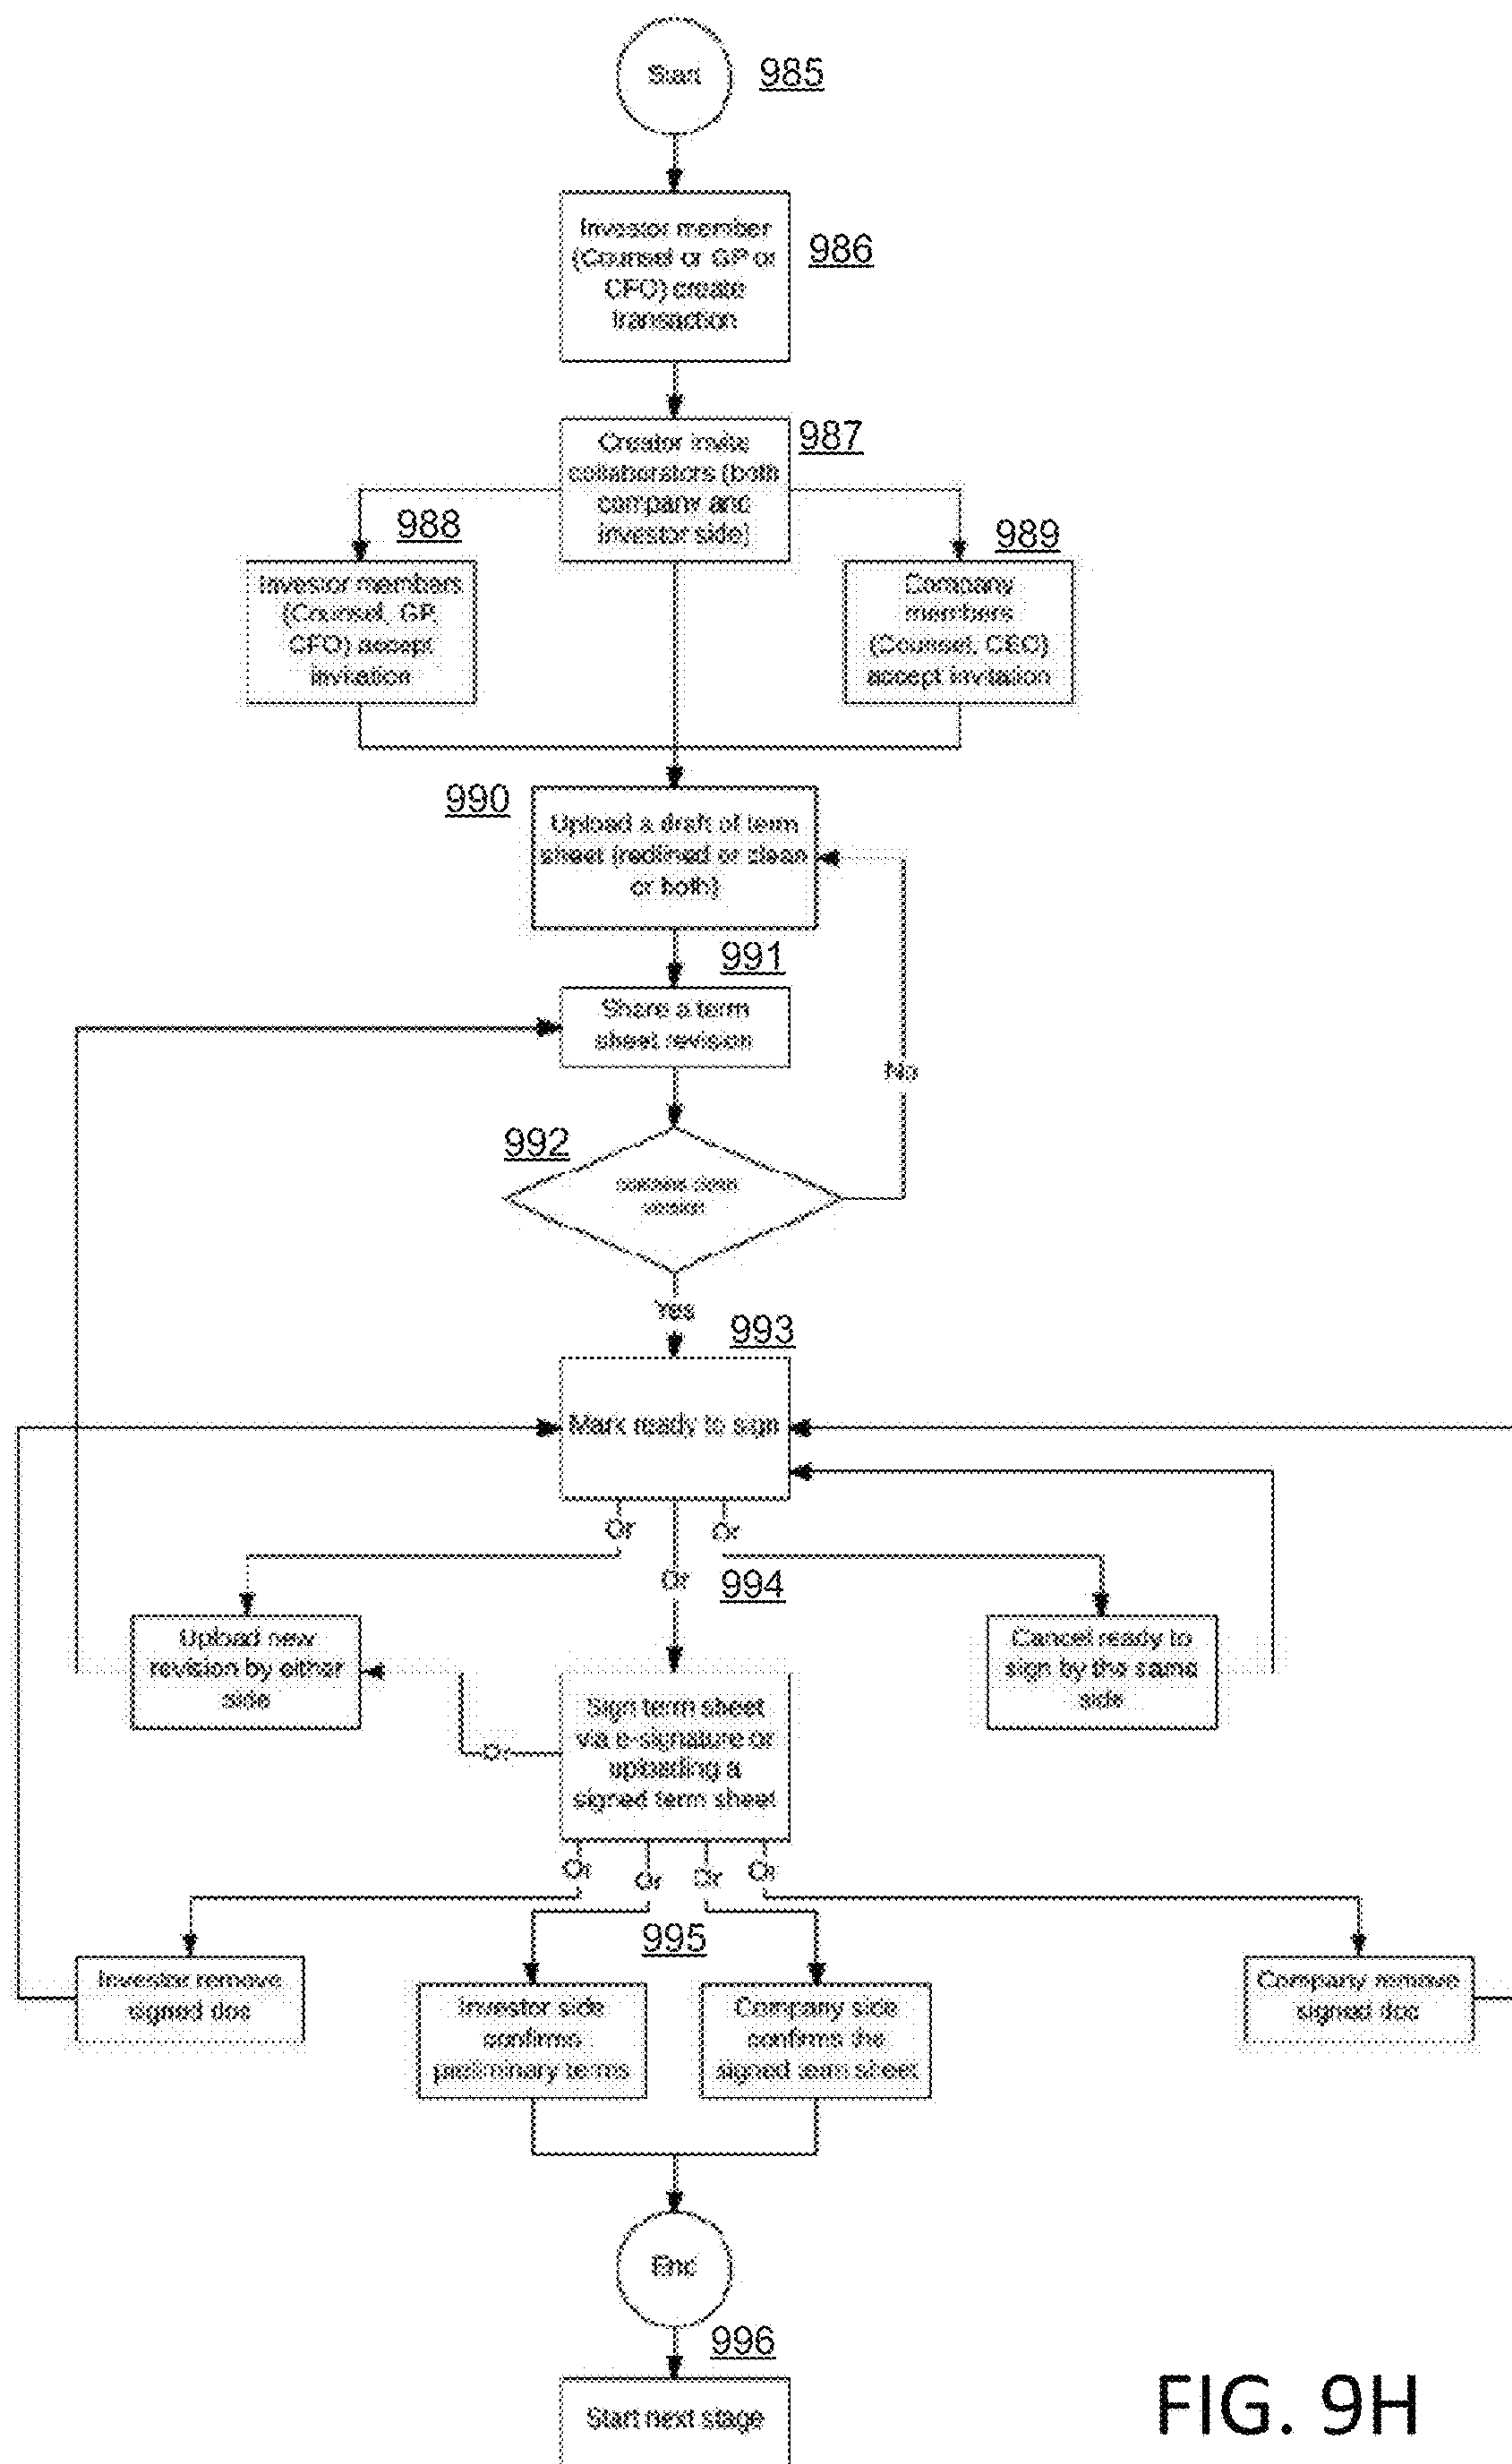 Start
985
Investor member
(Counsel or GP or
CFO) create
transaction
986
Creator invite
collaborators (both
company and
investor side)
987
988
Investor members
(Counsel, GP,
CFO) accept
invitation
989
Company
members
(Counsel, CEO)
accept invitation
990
Upload a draft of term
sheet (redlined or clean
or both)
991
Share a term
sheet revision
No
992
contains clean
version
Yes
993
Mark ready to sign
Or
Or
Or
994
Upload new
revision by either
side
Cancel ready to
sign by the same
side
Sign term sheet
via e-signature or
uploading a
signed term sheet
Or
Or
Or
Or
Or
995
Investor remove
signed doc
Investor side
confirms
preliminary terms
Company side
confirms the
signed term sheet
Company remove
signed doc
End
996
Start next stage
FIG. 9H